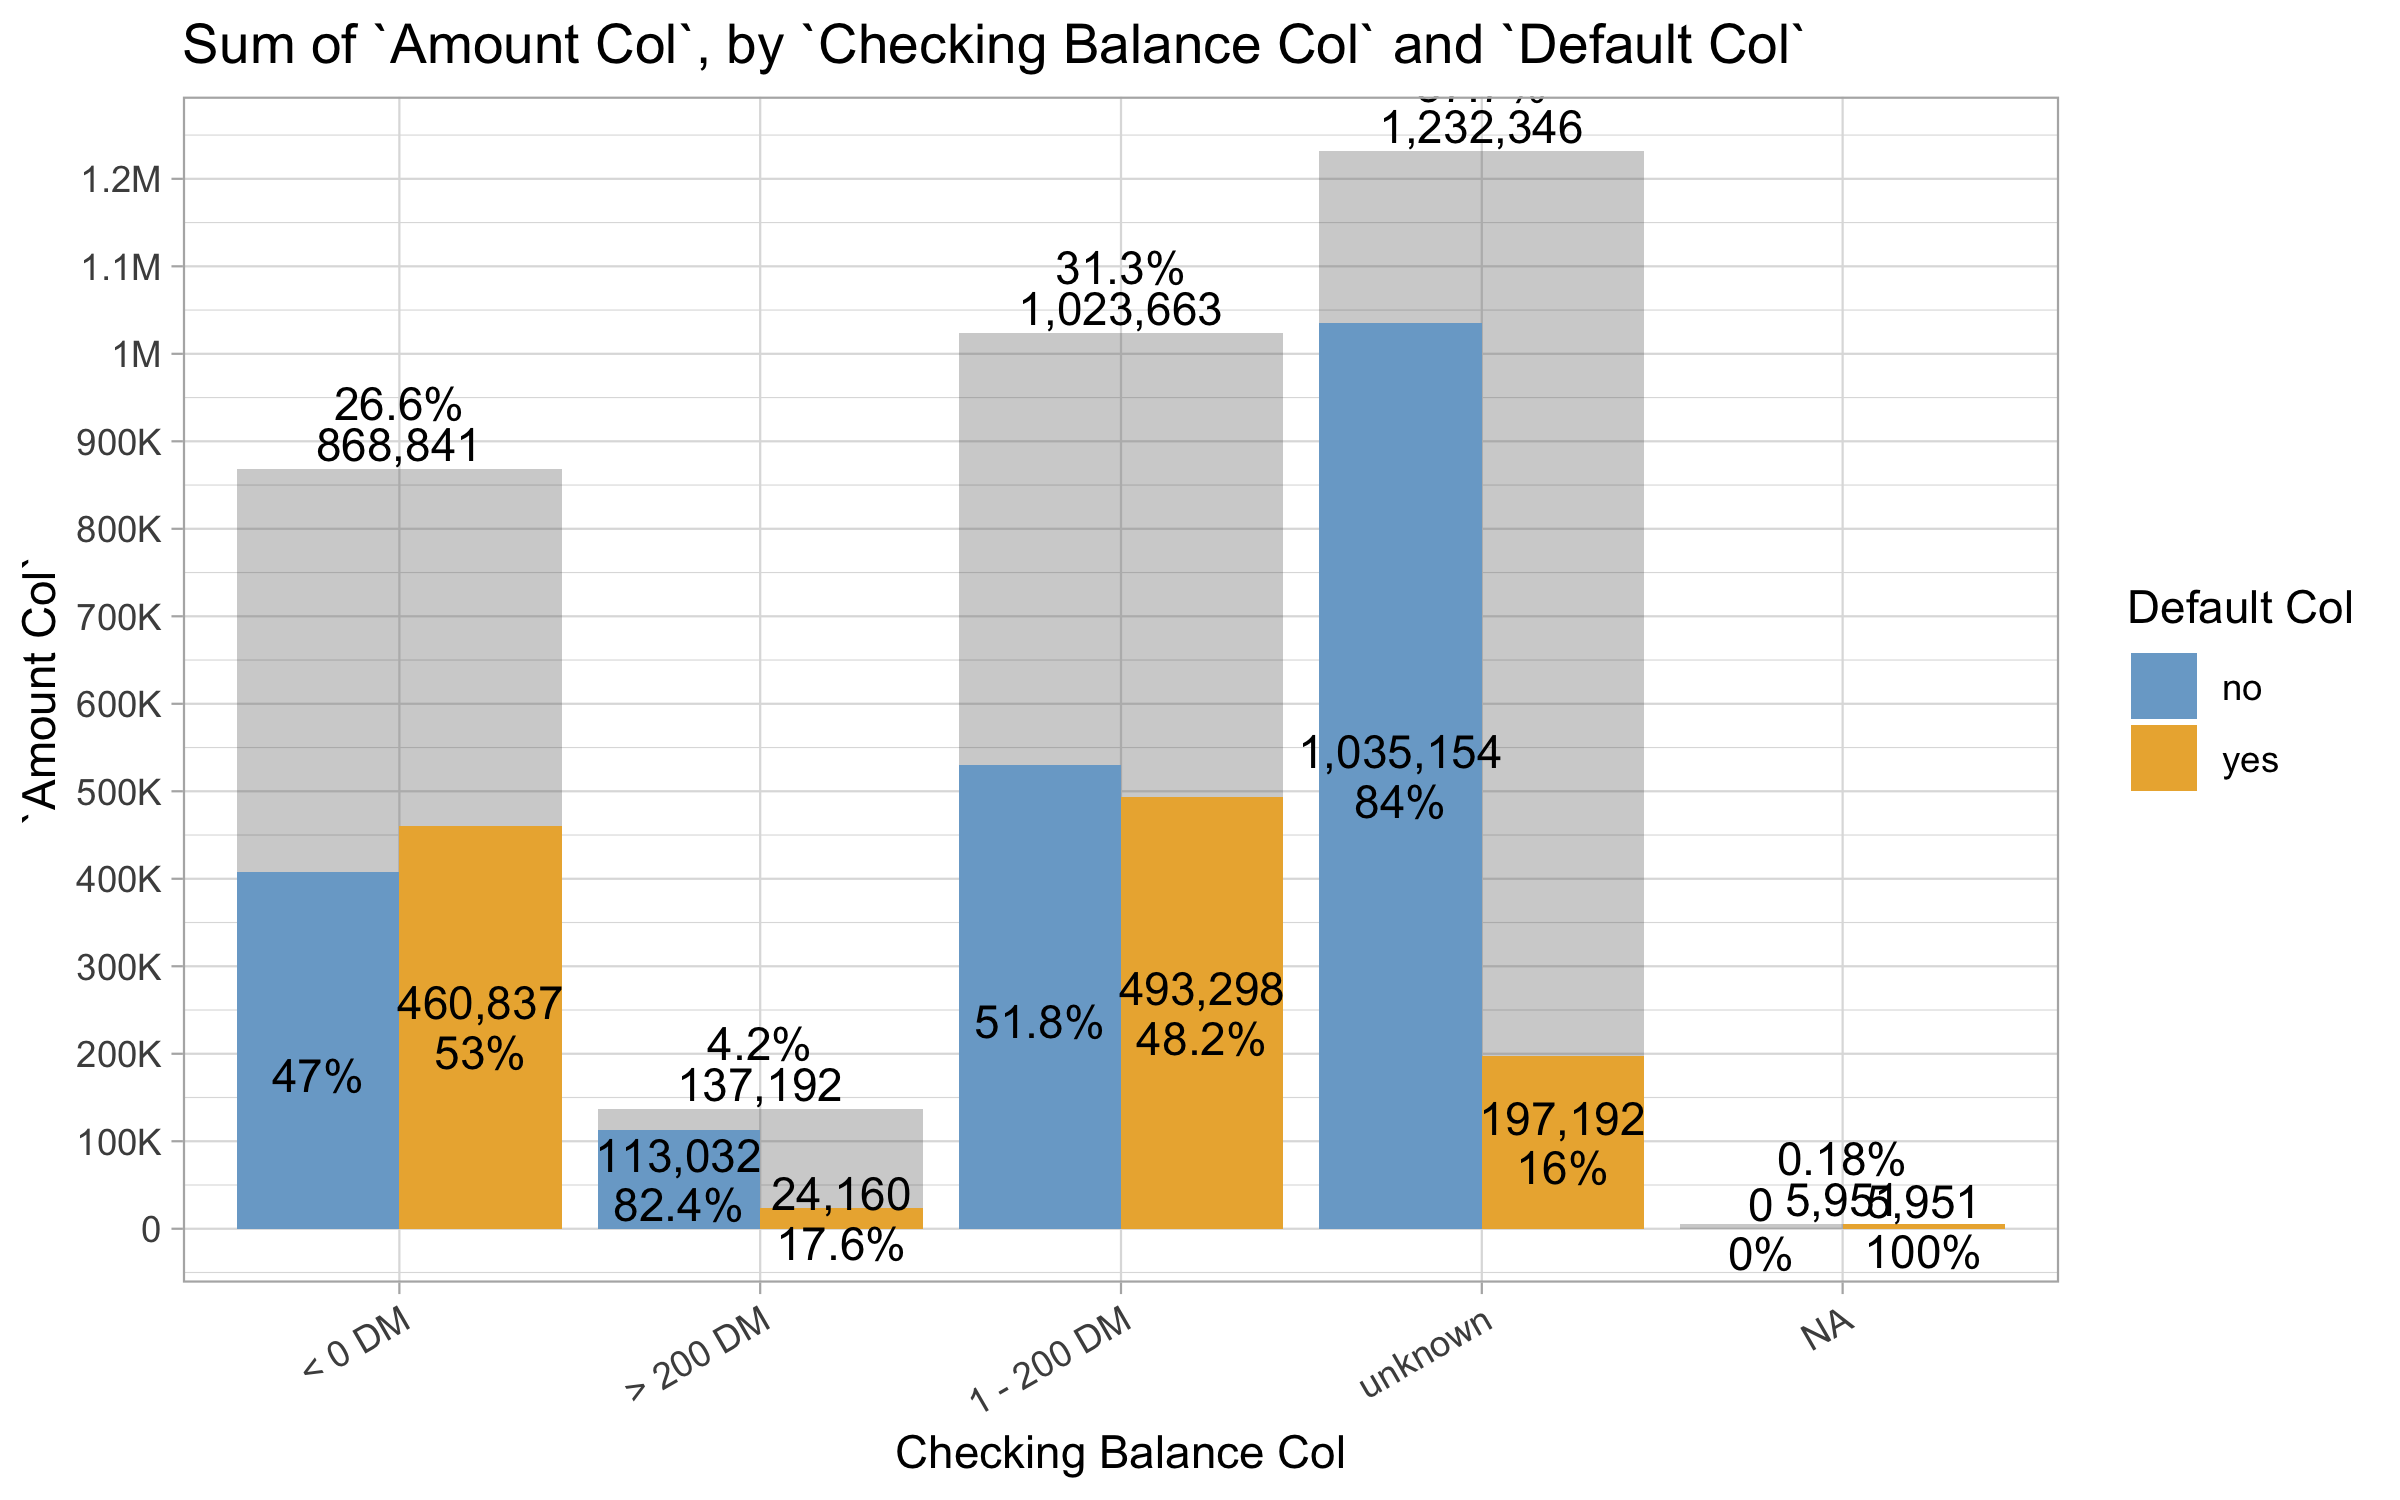 Sum of `Amount Col`, by `Checking Balance Col` and `Default Col`
1,232,346
1.2M
1.1M
1M
900K
800K
700K
600K
500K
400K
300K
200K
100K
0
`Amount Col`
26.6%
868,841
47%
460,837
53%
4.2%
137,192
113,032
82.4%
24,160
17.6%
31.3%
1,023,663
51.8%
493,298
48.2%
1,035,154
84%
197,192
16%
0.18%
5,951
0
0%
5,951
100%
< 0 DM
> 200 DM
1 - 200 DM
unknown
NA
Checking Balance Col
Default Col
no
yes